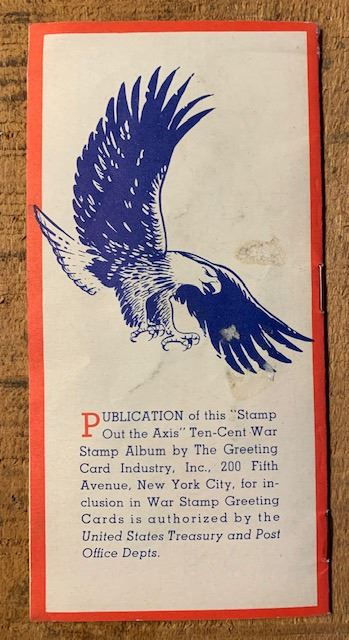 PUBLICATION of this "Stamp
Out the Axis" Ten-Cent War
Stamp Album by The Greeting
Card Industry, Inc., 200 Fifth
Avenue, New York City, for in-
clusion in War Stamp Greeting
Cards is authorized by the
United States Treasury and Post
Office Depts.